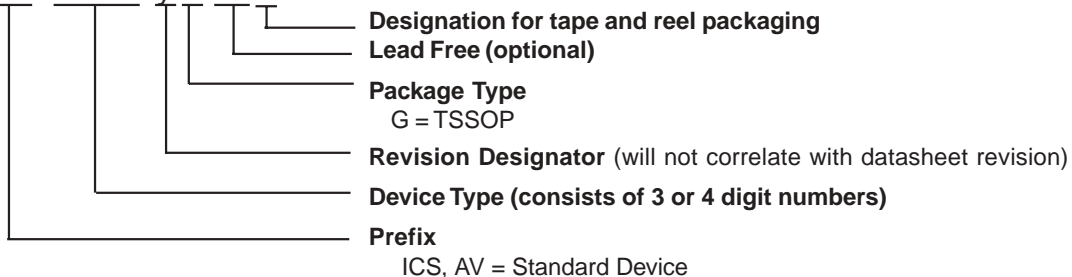 Designation for tape and reel packaging
Lead Free (optional)
Package Type
G = TSSOP
Revision Designator (will not correlate with datasheet revision)
Device Type (consists of 3 or 4 digit numbers)
Prefix
ICS, AV = Standard Device